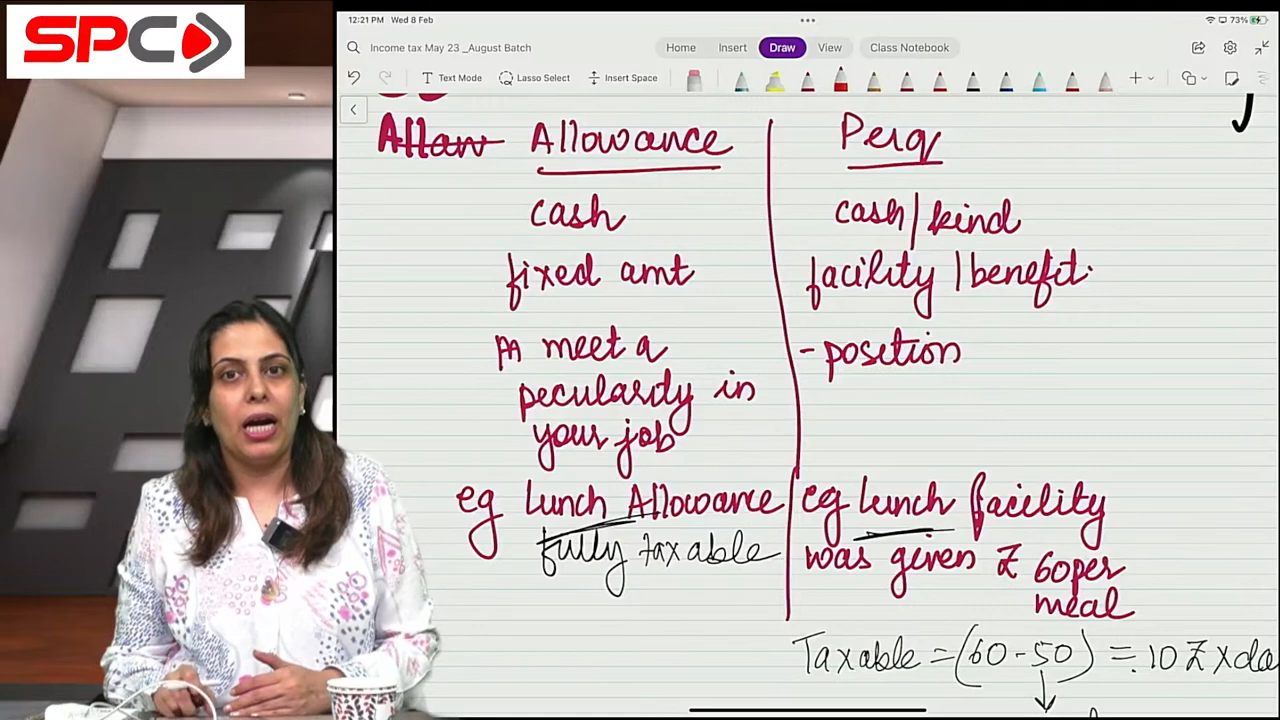 SPC
12:21 PM Wed 8 Feb
73%
Income tax May 23 _August Batch
Home Insert Draw View Class Notebook
Text Mode Lasso Select Insert Space
Allaw Allowance Perq
cash cash/kind
fixed amt facility/benefit
meet a - position
pecularity in
your job
eg Lunch Allowance eg lunch facility
fully taxable was given ₹ 60 per
meal
Taxable = (60-50) = 10 ₹ x da